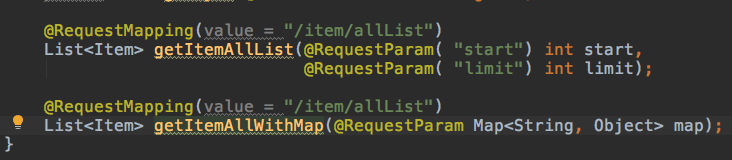 @RequestMapping(value = "/item/allList")
List<Item> getItemAllList(@RequestParam( "start") int start,
@RequestParam( "limit") int limit);
@RequestMapping(value = "/item/allList")
List<Item> getItemAllWithMap(@RequestParam Map<String, Object> map);
}